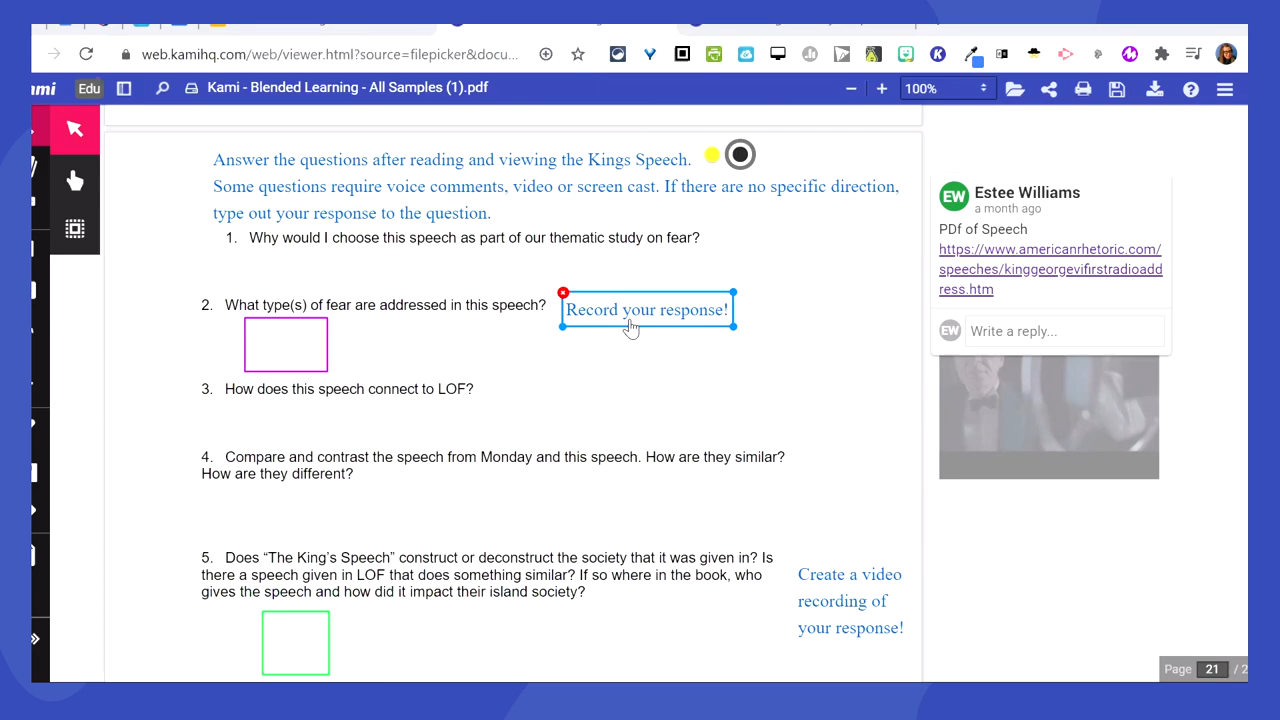 web.kamihq.com/web/viewer.html?source=filepicker&docu...
Edu
Kami - Blended Learning - All Samples (1).pdf
100%
Answer the questions after reading and viewing the Kings Speech.
Some questions require voice comments, video or screen cast. If there are no specific direction,
type out your response to the question.
1. Why would I choose this speech as part of our thematic study on fear?
2. What type(s) of fear are addressed in this speech?
Record your response!
3. How does this speech connect to LOF?
4. Compare and contrast the speech from Monday and this speech. How are they similar?
How are they different?
5. Does “The King’s Speech” construct or deconstruct the society that it was given in? Is
there a speech given in LOF that does something similar? If so where in the book, who
gives the speech and how did it impact their island society?
Create a video
recording of
your response!
EW
Estee Williams
a month ago
PDf of Speech
https://www.americanrhetoric.com/
speeches/kinggeorgevifirstradioadd
ress.htm
EW
Write a reply...
Page 21 / 2